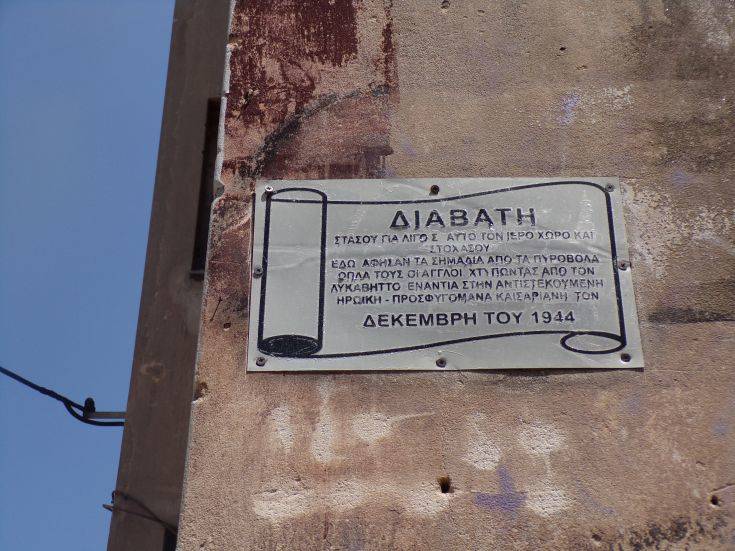 ΔΙΑΒΑΤΗ
ΣΤΑΣΟΥ ΓΙΑ ΛΙΓΟ Σ΄ ΑΥΤΟ ΤΟΝ ΙΕΡΟ ΧΩΡΟ ΚΑΙ
ΣΤΟΧΑΣΟΥ
ΕΔΩ ΑΦΗΣΑΝ ΤΑ ΣΗΜΑΔΙΑ ΑΠΟ ΤΑ ΠΥΡΟΒΟΛΑ
ΟΠΛΑ ΤΟΥΣ ΟΙ ΑΓΓΛΟΙ ΧΤΥΠΩΝΤΑΣ ΑΠΟ ΤΟΝ
ΛΥΚΑΒΗΤΤΟ ΕΝΑΝΤΙΑ ΣΤΗΝ ΑΝΤΙΣΤΕΚΟΥΜΕΝΗ
ΗΡΩΙΚΗ - ΠΡΟΣΦΥΓΟΜΑΝΑ ΚΑΙΣΑΡΙΑΝΗ ΤΟΝ
ΔΕΚΕΜΒΡΗ ΤΟΥ 1944